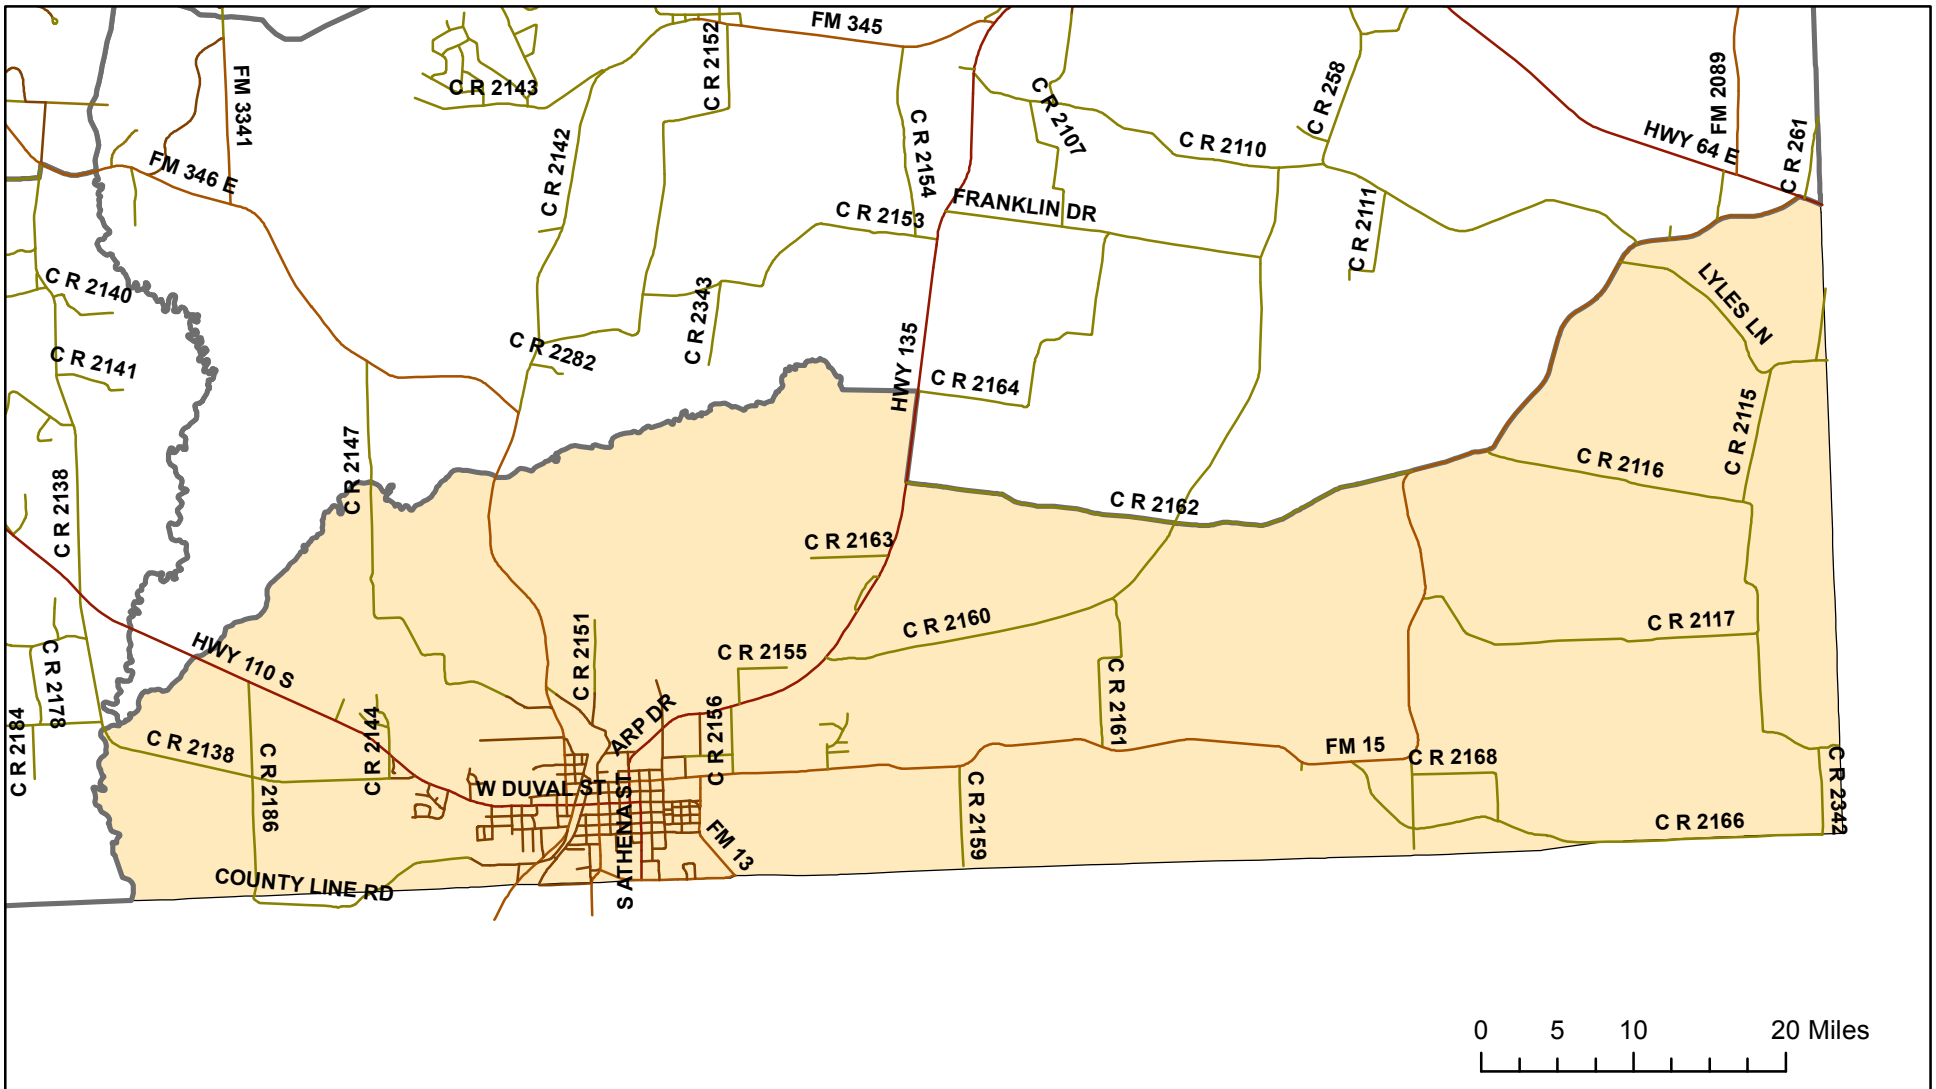 FM 345
C R 2152
C R 2143
FM 3341
C R 2142
C R 2154
C R 2107
C R 258
C R 2110
FM 2089
HWY 64 E
C R 261
FM 346 E
FRANKLIN DR
C R 2153
C R 2111
C R 2140
C R 2343
LYLES LN
C R 2141
C R 2282
HWY 135
C R 2164
C R 2115
C R 2147
C R 2138
C R 2116
C R 2162
C R 2163
C R 2160
C R 2117
C R 2151
HWY 110 S
C R 2155
C R 2178
C R 2161
ARP DR
C R 2184
C R 2138
C R 2144
C R 2156
C R 2186
FM 15
C R 2168
W DUVAL ST
S ATHENA ST
C R 2159
C R 2342
FM 13
C R 2166
COUNTY LINE RD
0 5 10 20 Miles